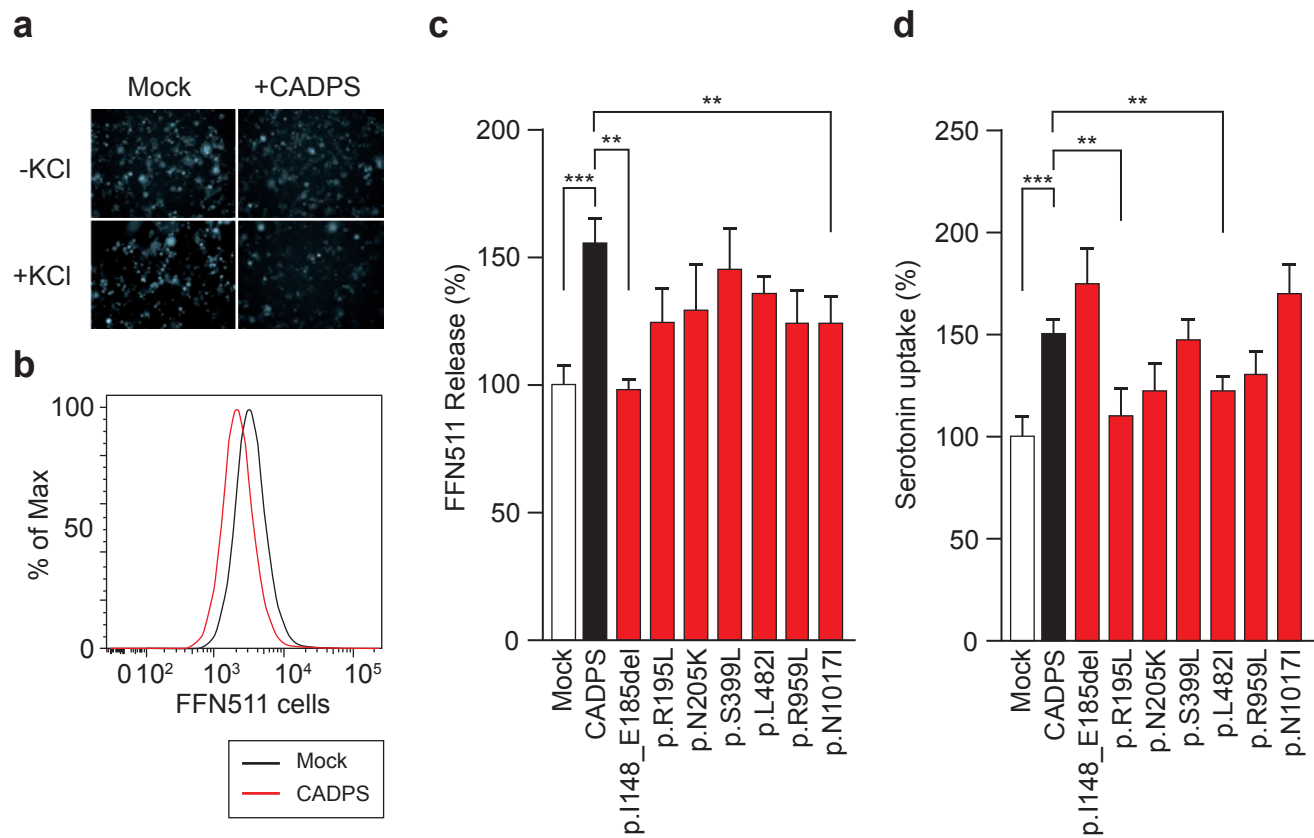 a
Mock
+CADPS
-KCl
+KCl
b
100
50
0
% of Max
0 10²
10³
10⁴
10⁵
FFN511 cells
Mock
CADPS
c
FFN511 Release (%)
200
150
100
50
0
***
**
**
Mock
CADPS
p.I148_E185del
p.R195L
p.N205K
p.S399L
p.L482I
p.R959L
p.N1017I
d
Serotonin uptake (%)
250
200
150
100
50
0
***
**
**
Mock
CADPS
p.I148_E185del
p.R195L
p.N205K
p.S399L
p.L482I
p.R959L
p.N1017I